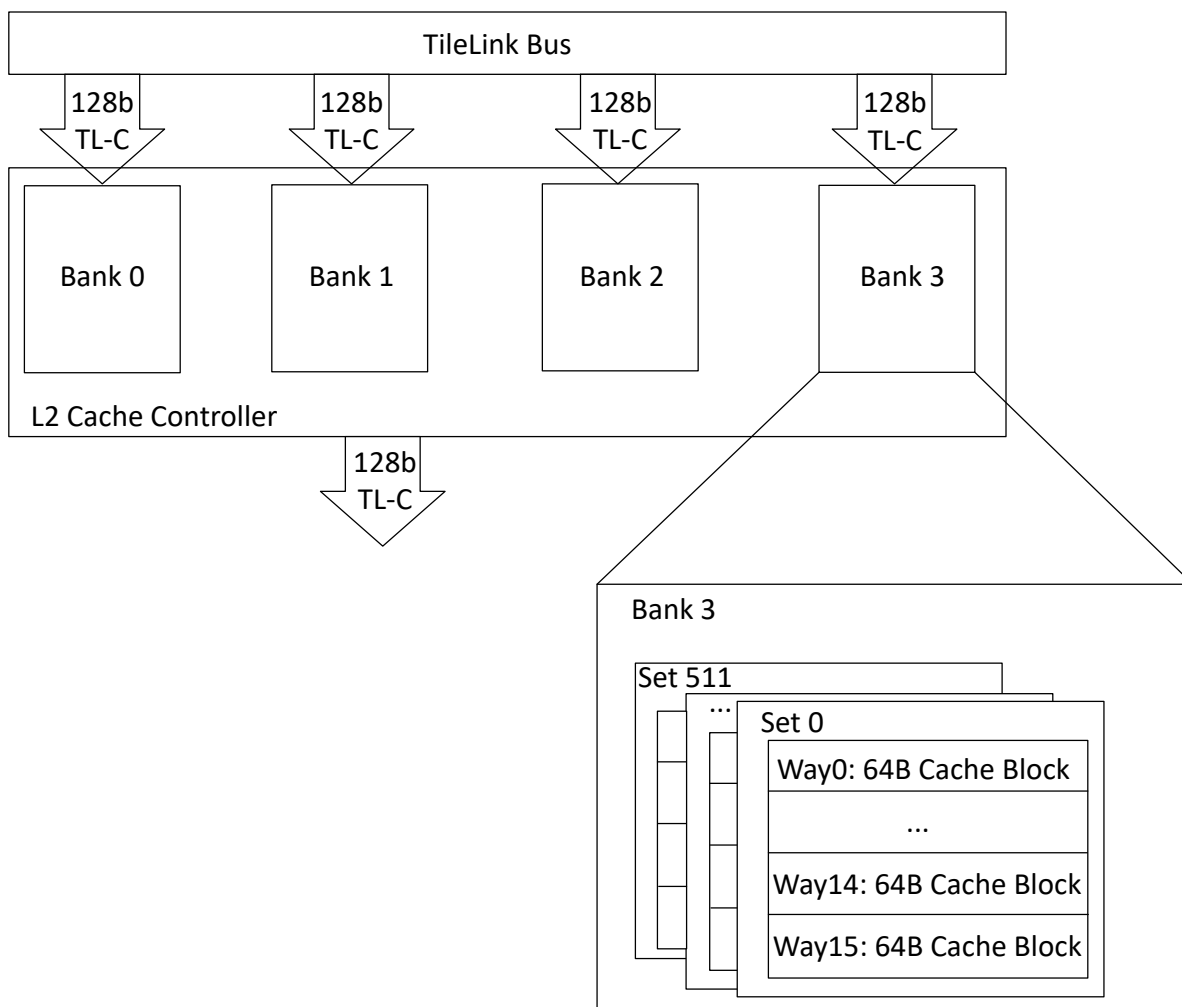 TileLink Bus
128b
TL-C
128b
TL-C
128b
TL-C
128b
TL-C
Bank 0
Bank 1
Bank 2
Bank 3
L2 Cache Controller
128b
TL-C
Bank 3
Set 511
...
Set 0
Way0: 64B Cache Block
...
Way14: 64B Cache Block
Way15: 64B Cache Block